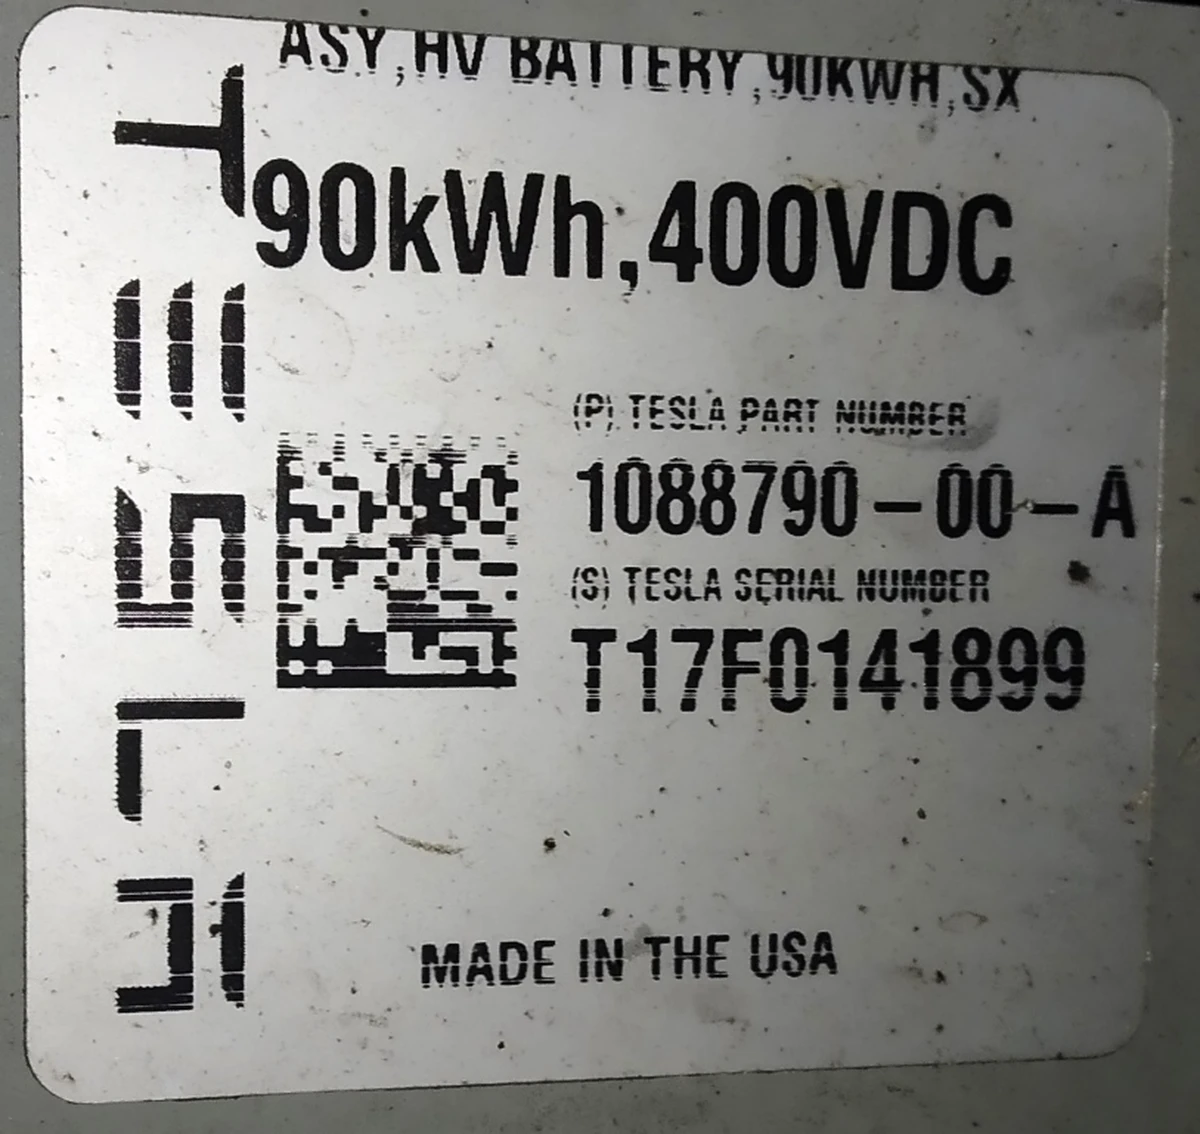 ASY,HV BATTERY,90KWH,SX
90kWh,400VDC
TESLA
(P) TESLA PART NUMBER
1088790-00-A
(S) TESLA SERIAL NUMBER
T17F0141899
MADE IN THE USA